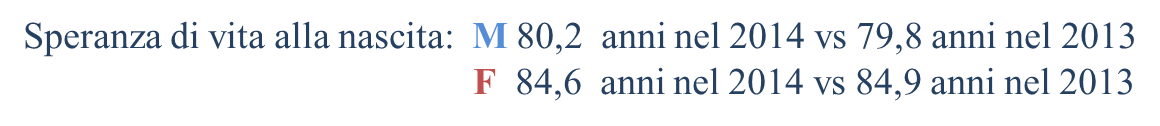 Speranza di vita alla nascita: M 80,2 anni nel 2014 vs 79,8 anni nel 2013
F 84,6 anni nel 2014 vs 84,9 anni nel 2013